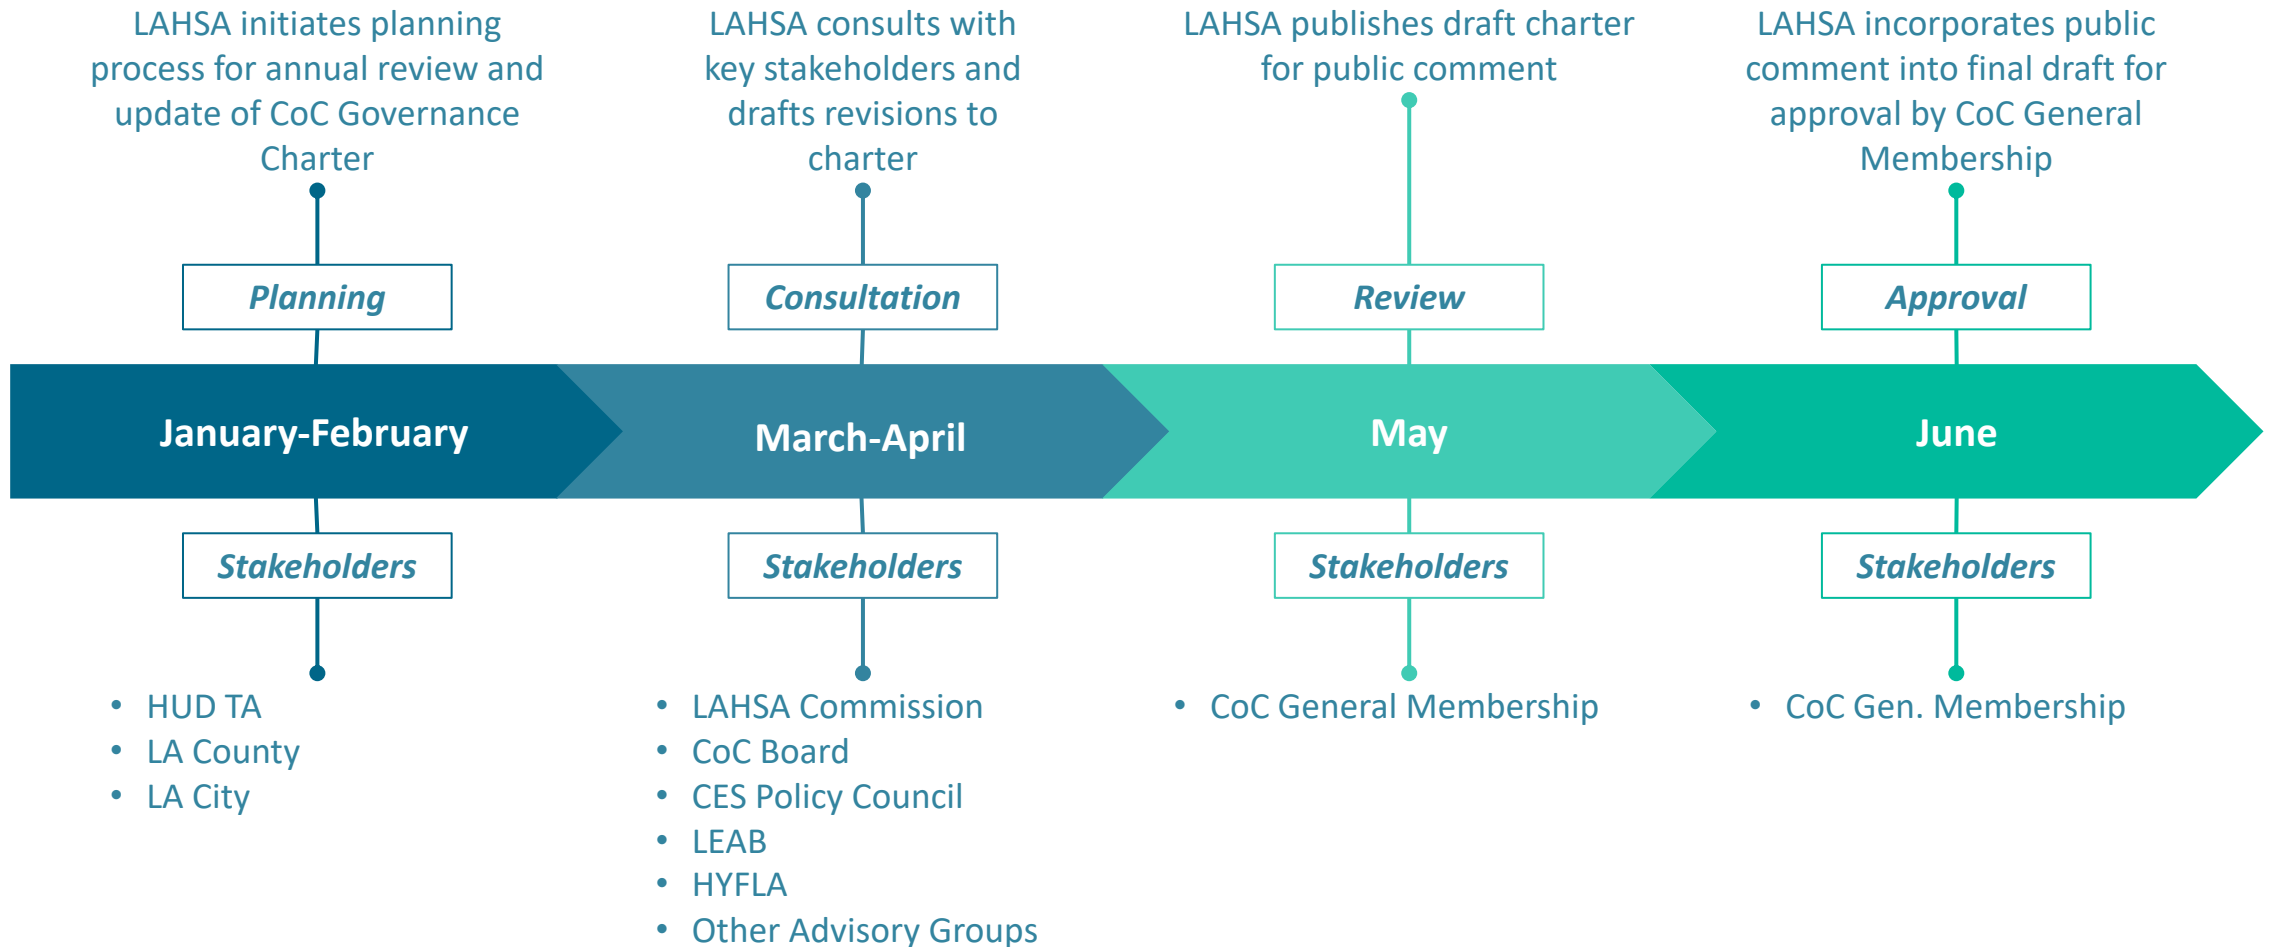 LAHSA initiates planning
process for annual review and
update of CoC Governance
Charter
LAHSA consults with
key stakeholders and
drafts revisions to
charter
LAHSA publishes draft charter
for public comment
LAHSA incorporates public
comment into final draft for
approval by CoC General
Membership
Planning
Consultation
Review
Approval
January-February
March-April
May
June
Stakeholders
Stakeholders
Stakeholders
Stakeholders
• HUD TA
• LA County
• LA City
• LAHSA Commission
• CoC Board
• CES Policy Council
• LEAB
• HYFLA
• Other Advisory Groups
• CoC General Membership
• CoC Gen. Membership